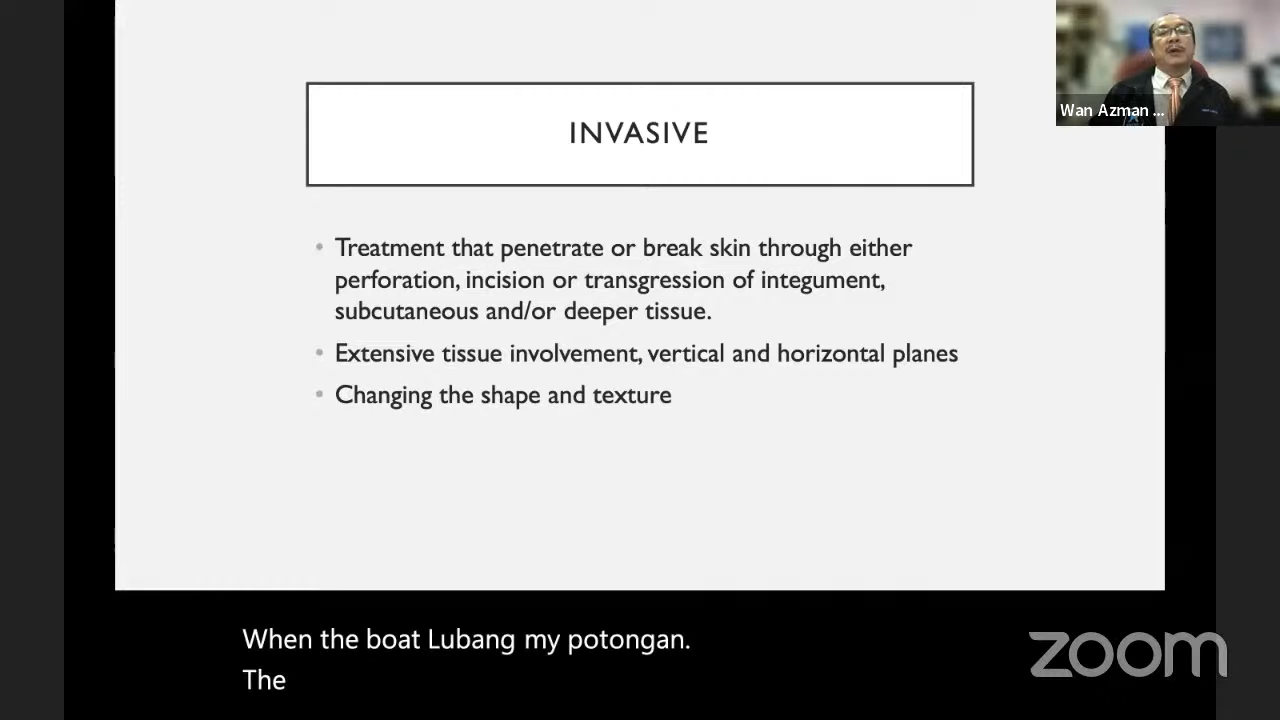 INVASIVE
Wan Azman ...
• Treatment that penetrate or break skin through either
perforation, incision or transgression of integument,
subcutaneous and/or deeper tissue.
• Extensive tissue involvement, vertical and horizontal planes
• Changing the shape and texture
When the boat Lubang my potongan.
The
zoom